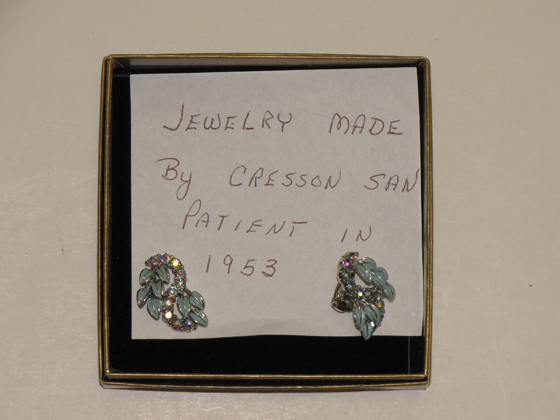 JEWELRY MADE
By CRESSON SAN
PATIENT IN
1953